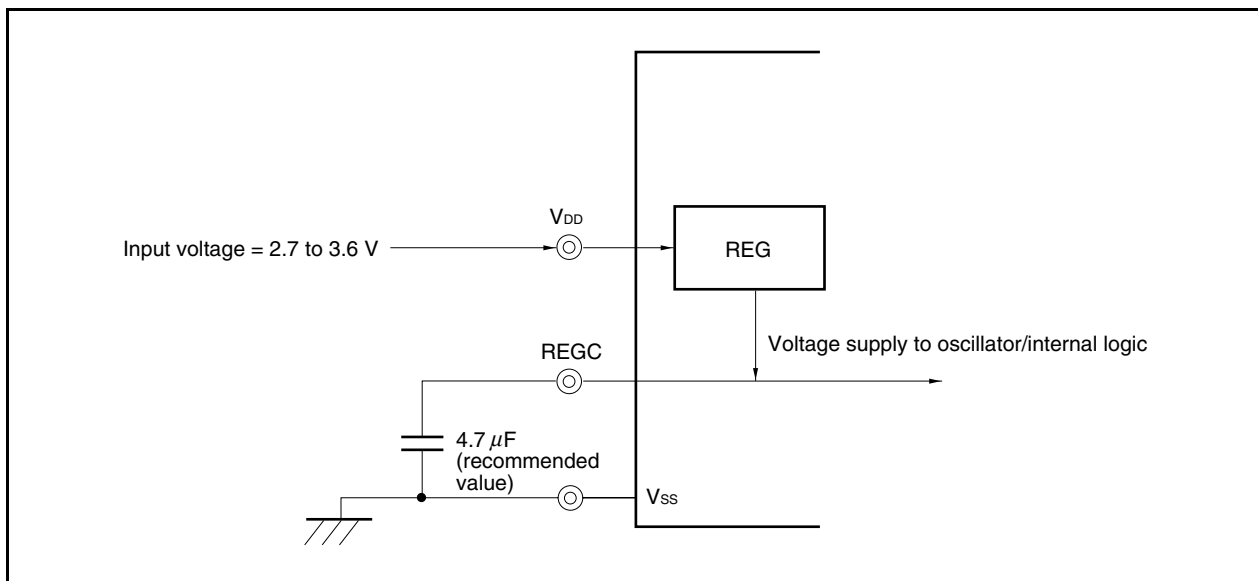 VDD
Input voltage = 2.7 to 3.6 V
REG
Voltage supply to oscillator/internal logic
REGC
4.7 μF
(recommended
value)
VSS